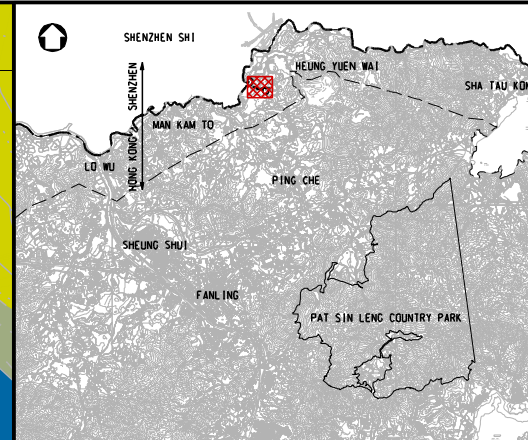 SHENZHEN SHI
HEUNG YUEN WAI
SHENZHEN
HONG KONG
SHA TAU KOK
MAN KAM TO
LO WU
PING CHE
SHEUNG SHUI
FANLING
PAT SIN LENG COUNTRY PARK